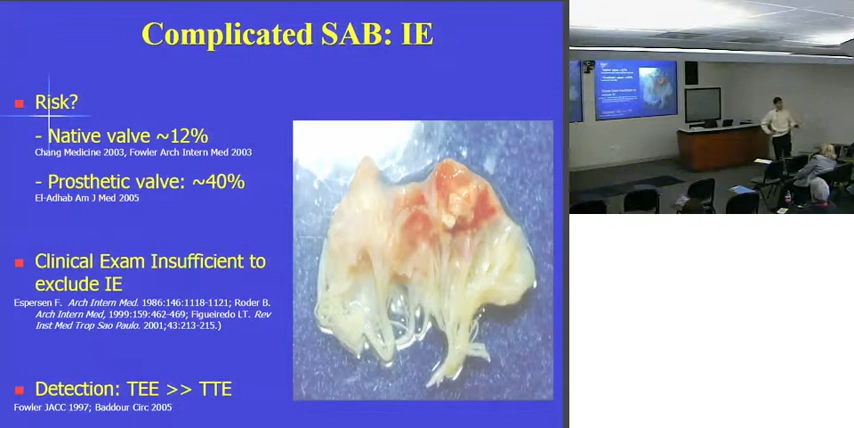 Complicated SAB: IE
Risk?
- Native valve ~12%
Chang Medicine 2003, Fowler Arch Intern Med 2003
- Prosthetic valve: ~40%
El-Adhab Am J Med 2005
Clinical Exam Insufficient to
exclude IE
Espersen F. Arch Intern Med. 1986:146:1118-1121; Roder B.
Arch Intern Med, 1999:159:462-469; Figueiredo LT. Rev
Inst Med Trop Sao Paulo. 2001;43:213-215.)
Detection: TEE >> TTE
Fowler JACC 1997; Baddour Circ 2005